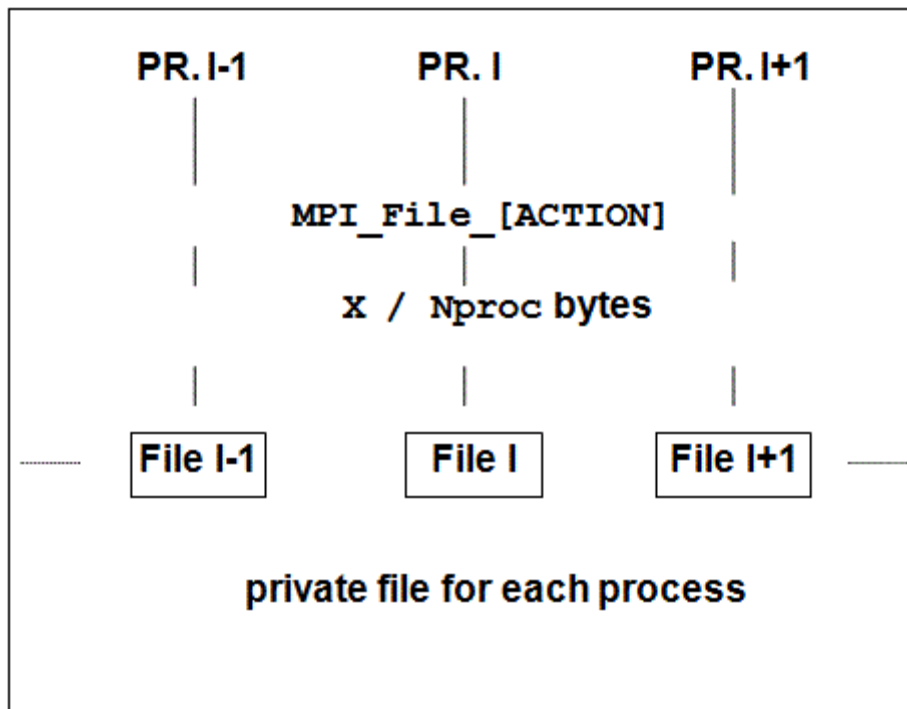 PR. I-1 PR. I PR. I+1
MPI_File_[ACTION]
X / Nproc bytes
File I-1 File I File I+1
private file for each process